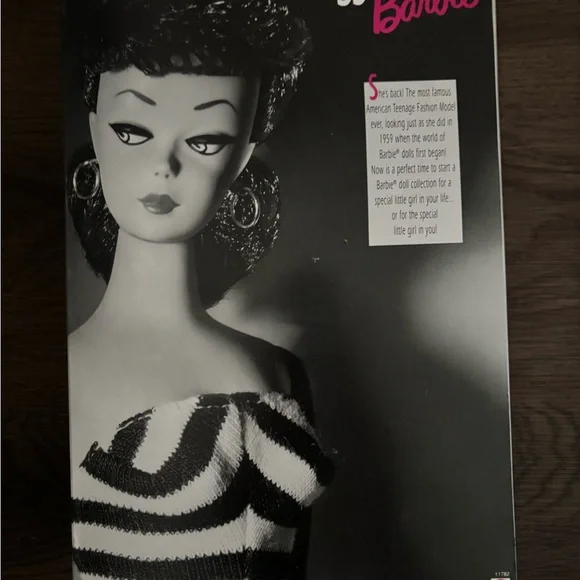 Barbie
She's back! The most famous
American Teenage Fashion Model
ever, looking just as she did in
1959 when the world of
Barbie® dolls first began!
Now is a perfect time to start a
Barbie® doll collection for a
special little girl in your life...
or for the special
little girl in you!
11782